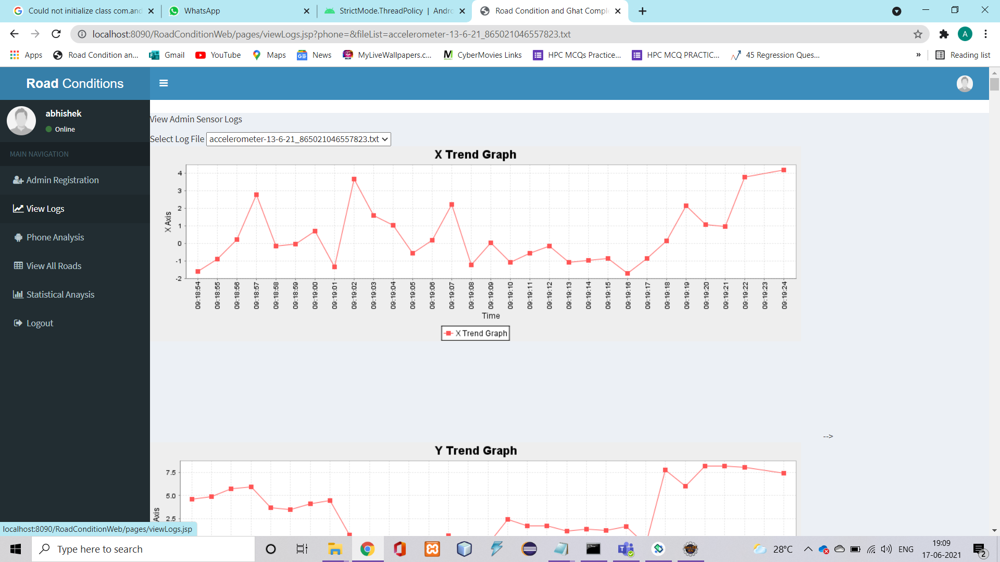 Could not initialize class com.and
WhatsApp
StrictMode.ThreadPolicy | Andro
Road Condition and Ghat Compl
localhost:8090/RoadConditionWeb/pages/viewLogs.jsp?phone=&fileList=accelerometer-13-6-21_865021046557823.txt
A
Apps
Road Condition an...
Gmail
YouTube
Maps
News
MyLiveWallpapers.c...
CyberMovies Links
HPC MCQs Practice...
HPC MCQ PRACTIC...
45 Regression Ques...
»
Reading list
Road Conditions
abhishek
Online
MAIN NAVIGATION
Admin Registration
View Logs
Phone Analysis
View All Roads
Statistical Anaysis
Logout
View Admin Sensor Logs
Select Log File accelerometer-13-6-21_865021046557823.txt
X Trend Graph
X Axis
4
3
2
1
0
-1
-2
09:18:54
09:18:55
09:18:56
09:18:57
09:18:58
09:18:59
09:19:00
09:19:01
09:19:02
09:19:03
09:19:04
09:19:05
09:19:06
09:19:07
09:19:08
09:19:09
09:19:10
09:19:11
09:19:12
09:19:13
09:19:14
09:19:15
09:19:16
09:19:17
09:19:18
09:19:19
09:19:20
09:19:21
09:19:22
09:19:23
09:19:24
Time
X Trend Graph
-->
Y Trend Graph
Axis
7.5
5.0
2.5
localhost:8090/RoadConditionWeb/pages/viewLogs.jsp
Type here to search
28°C
ENG
19:09
17-06-2021
2